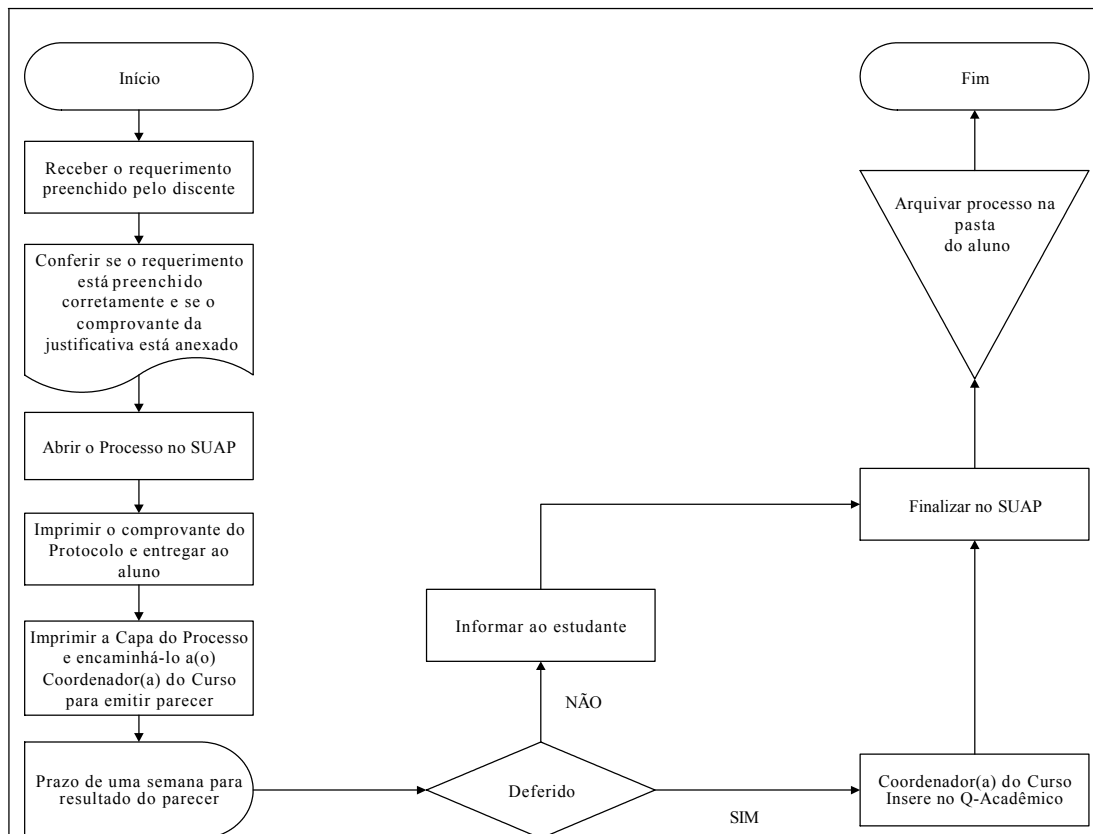 Início
Receber o requerimento
preenchido pelo discente
Conferir se o requerimento
está preenchido
corretamente e se o
comprovante da
justificativa está anexado
Abrir o Processo no SUAP
Imprimir o comprovante do
Protocolo e entregar ao
aluno
Imprimir a Capa do Processo
e encaminhá-lo a(o)
Coordenador(a) do Curso
para emitir parecer
Prazo de uma semana para
resultado do parecer
Deferido
NÃO
Informar ao estudante
SIM
Coordenador(a) do Curso
Insere no Q-Acadêmico
Finalizar no SUAP
Arquivar processo na
pasta
do aluno
Fim